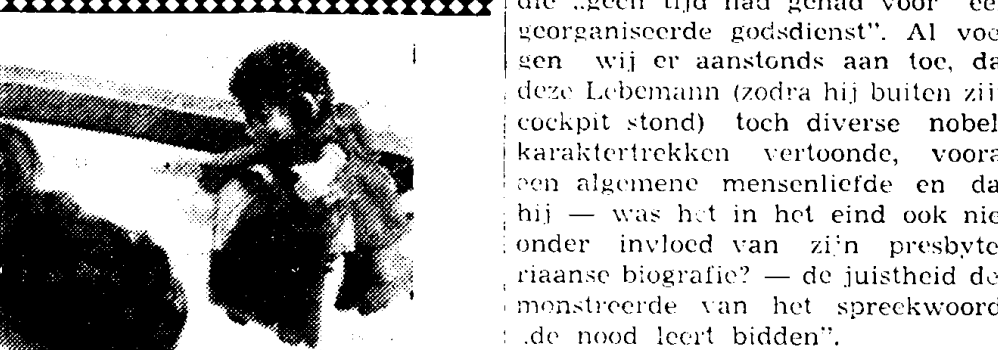 die „geen tijd had gehad voor
georganiseerde godsdienst”. Al voe
gen wij er aanstonds aan toe, da
deze Lebemann (zodra hij buiten zij
cockpit stond) toch diverse nobel
karaktertrekken vertoonde, voora
een algemene mensenliefde en da
hij — was het in het eind ook nie
onder invloed van zijn presbyte
riaanse biografie? — de juistheid de
monstreerde van het spreekwoord
„de nood leert bidden”.